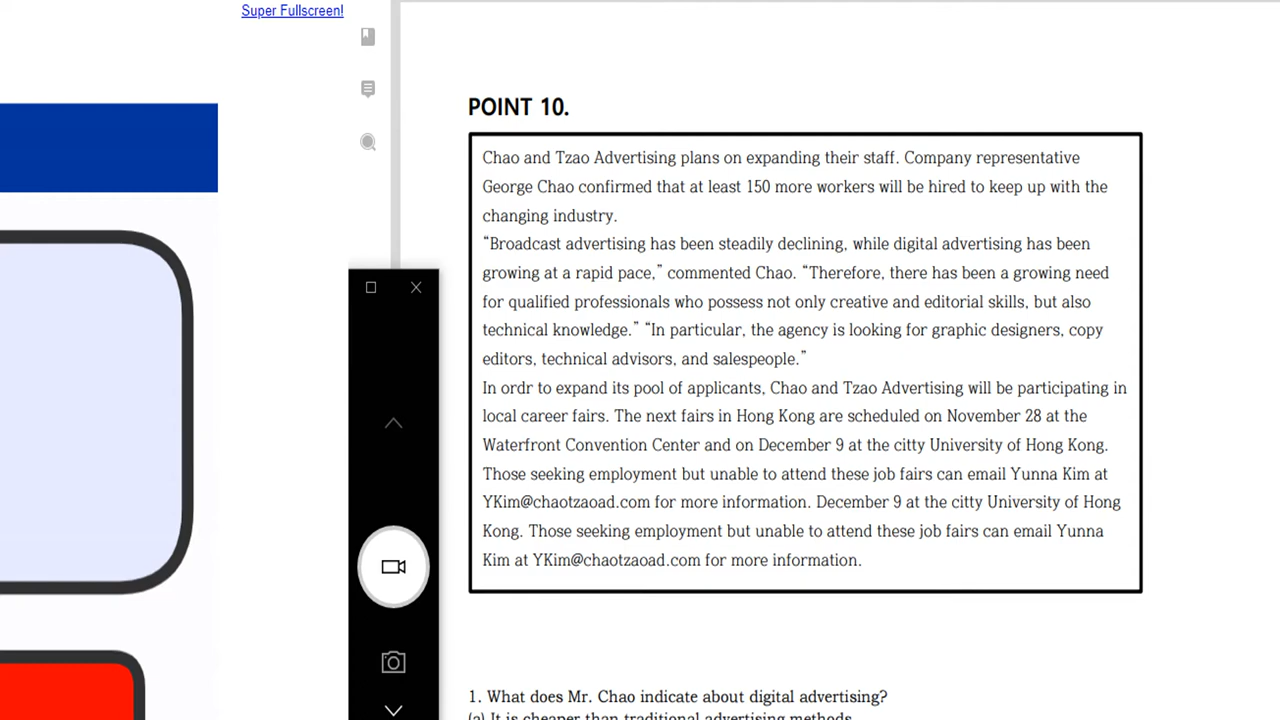 Super Fullscreen!
POINT 10.
Chao and Tzao Advertising plans on expanding their staff. Company representative
George Chao confirmed that at least 150 more workers will be hired to keep up with the
changing industry.
“Broadcast advertising has been steadily declining, while digital advertising has been
growing at a rapid pace,” commented Chao. “Therefore, there has been a growing need
for qualified professionals who possess not only creative and editorial skills, but also
technical knowledge.” “In particular, the agency is looking for graphic designers, copy
editors, technical advisors, and salespeople.”
In ordr to expand its pool of applicants, Chao and Tzao Advertising will be participating in
local career fairs. The next fairs in Hong Kong are scheduled on November 28 at the
Waterfront Convention Center and on December 9 at the citty University of Hong Kong.
Those seeking employment but unable to attend these job fairs can email Yunna Kim at
YKim@chaotzaoad.com for more information. December 9 at the citty University of Hong
Kong. Those seeking employment but unable to attend these job fairs can email Yunna
Kim at YKim@chaotzaoad.com for more information.
1. What does Mr. Chao indicate about digital advertising?
(a) It is cheaper than traditional advertising methods